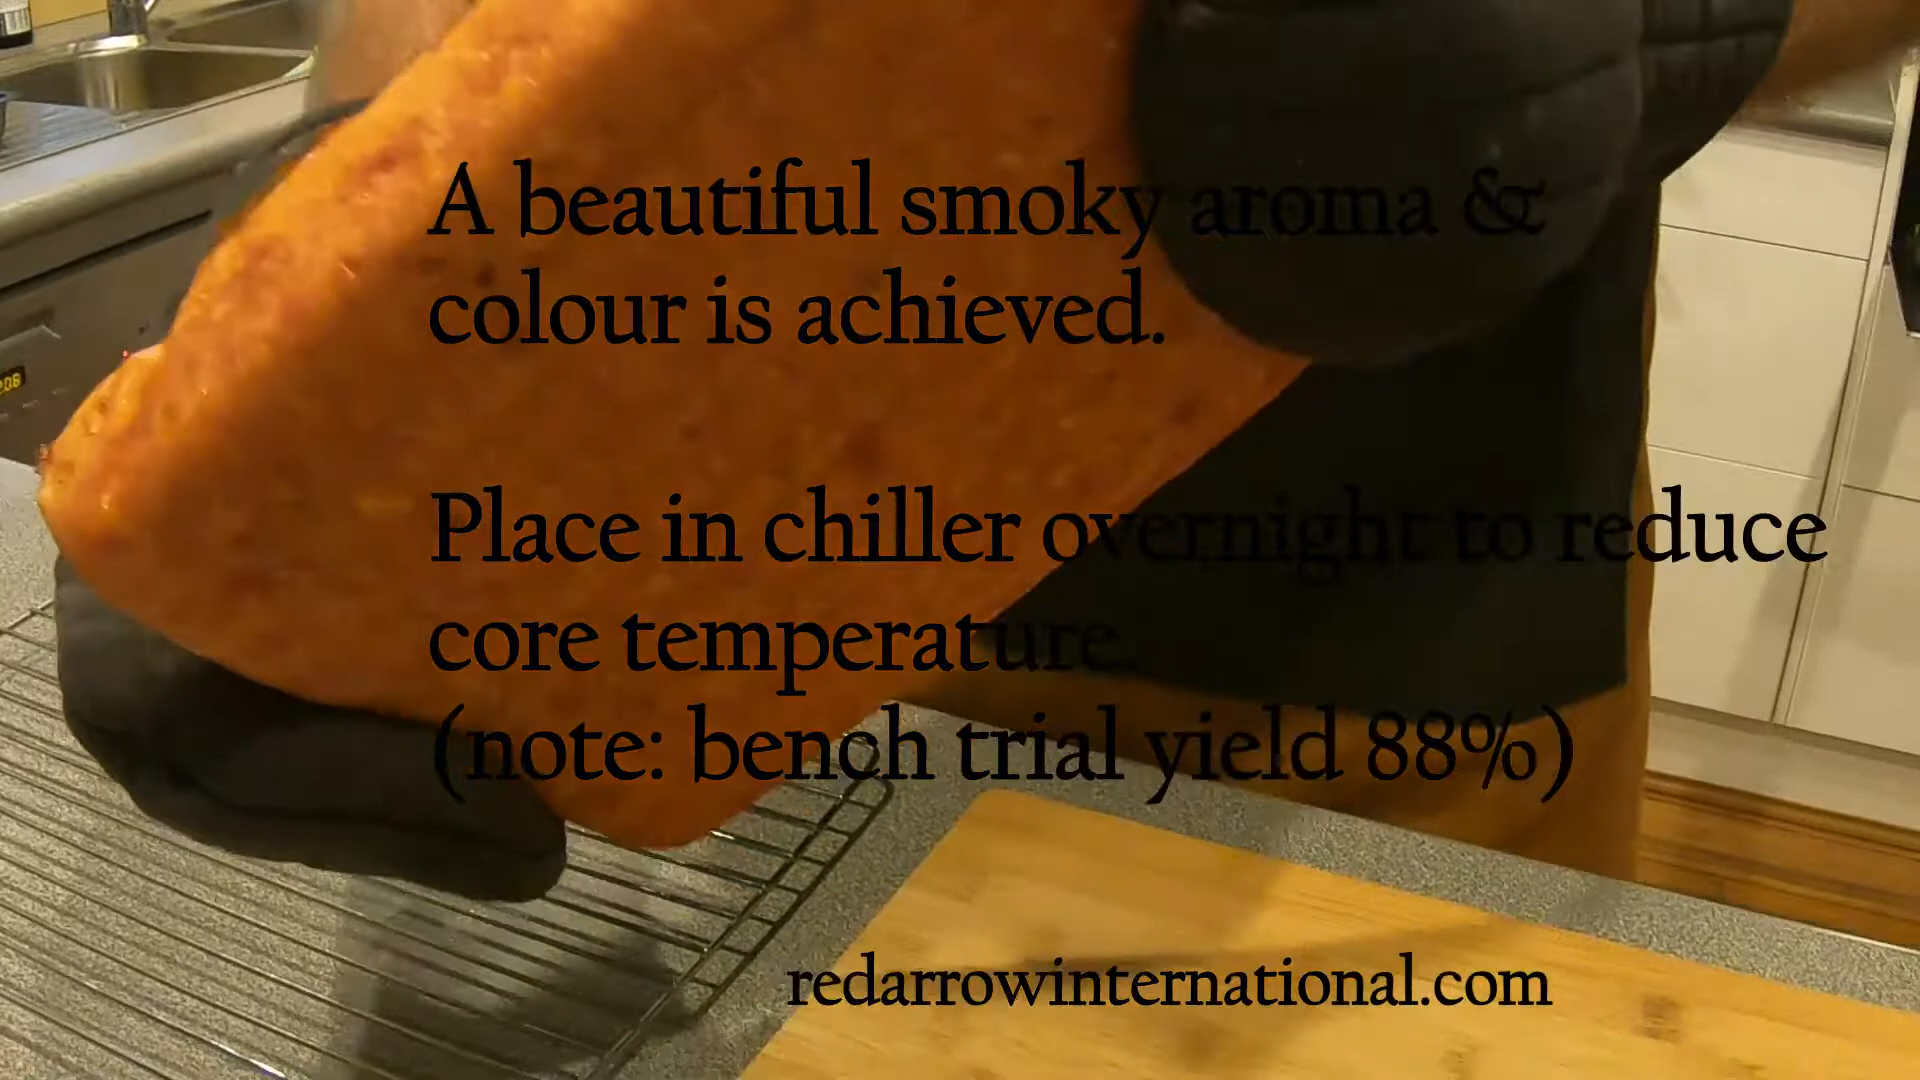 A beautiful smoky aroma &
colour is achieved.
Place in chiller overnight to reduce
core temperature.
(note: bench trial yield 88%)
redarrowinternational.com